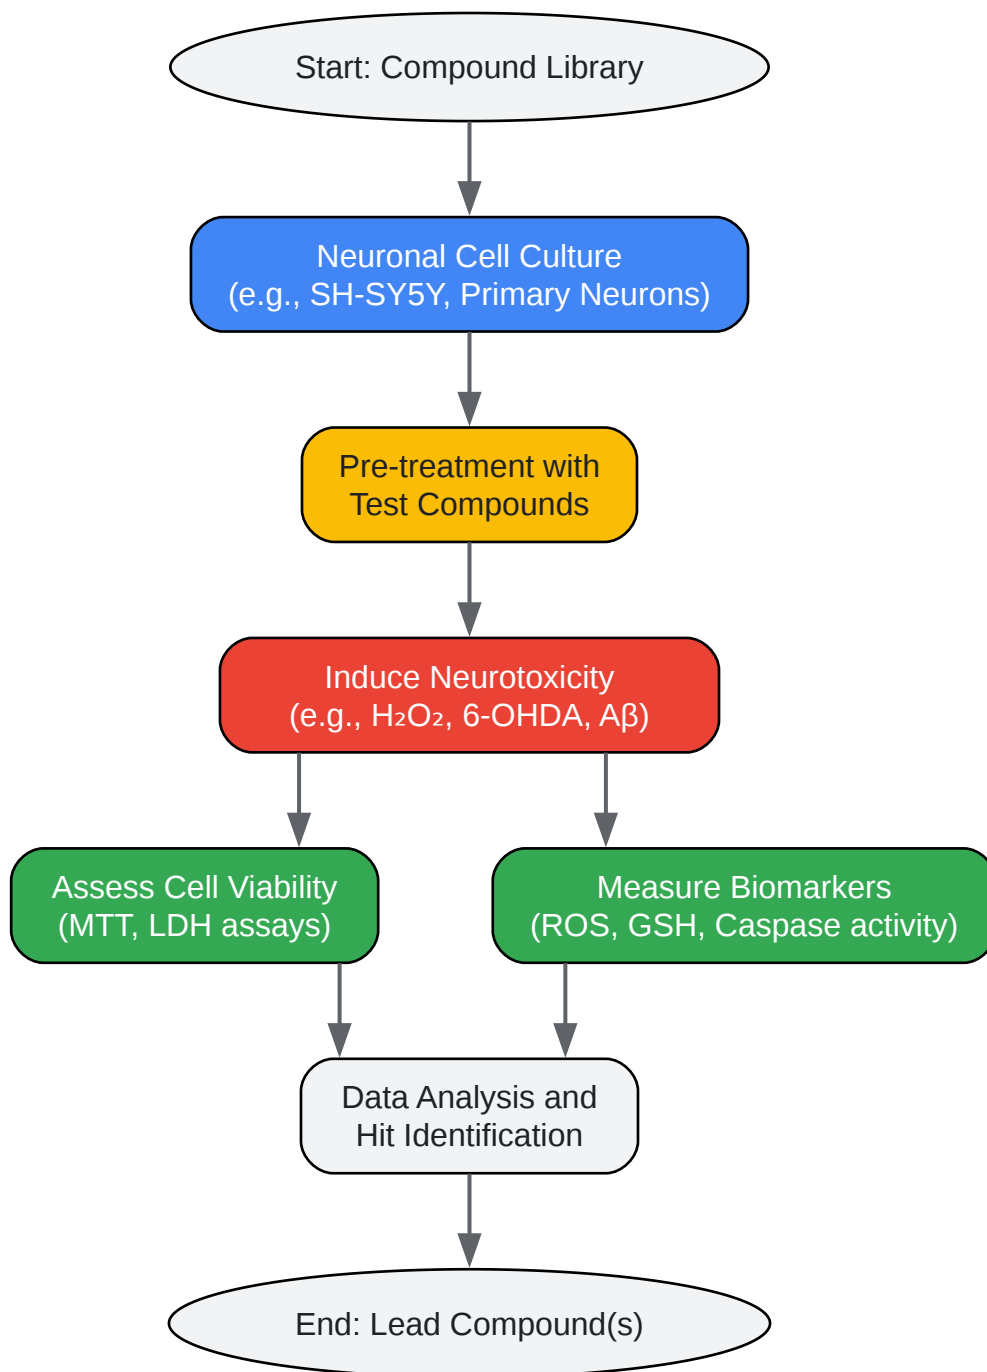 Start: Compound Library
Neuronal Cell Culture
(e.g., SH-SY5Y, Primary Neurons)
Pre-treatment with
Test Compounds
Induce Neurotoxicity
(e.g., H₂O₂, 6-OHDA, Aβ)
Assess Cell Viability
(MTT, LDH assays)
Measure Biomarkers
(ROS, GSH, Caspase activity)
Data Analysis and
Hit Identification
End: Lead Compound(s)